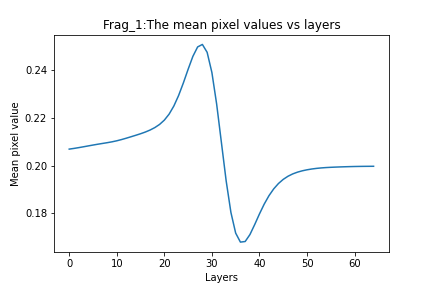 Frag_1:The mean pixel values vs layers
Mean pixel value
0.24
0.22
0.20
0.18
0 10 20 30 40 50 60
Layers